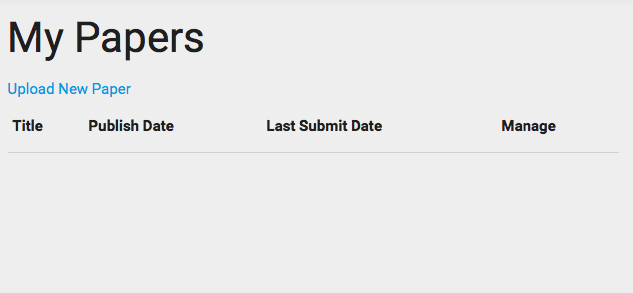 My Papers
Upload New Paper
Title Publish Date Last Submit Date Manage